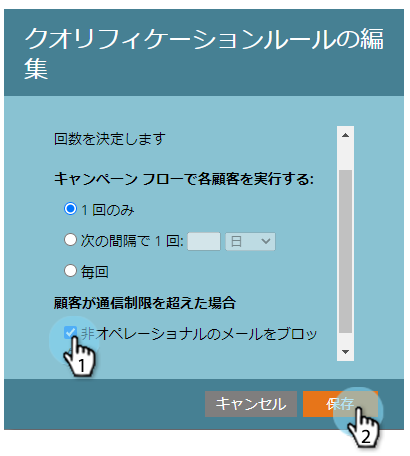 クオリフィケーションルールの編
集
回数を決定します
キャンペーン フローで各顧客を実行する:
1 回のみ
次の間隔で 1 回: 日
毎回
顧客が通信制限を超えた場合
非オペレーショナルのメールをブロッ
1
キャンセル 保存
2